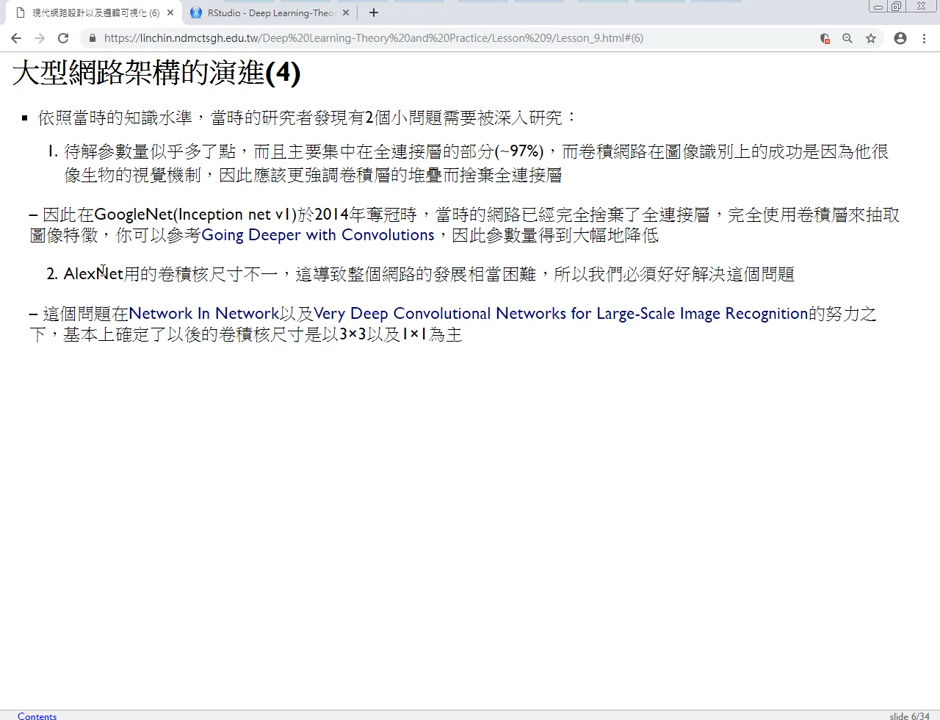 現代網路設計以及邏輯可視化 (6)
RStudio - Deep Learning-Theor
https://linchin.ndmctsgh.edu.tw/Deep%20Learning-Theory%20and%20Practice/Lesson%209/Lesson_9.html#(6)
大型網路架構的演進(4)
依照當時的知識水準，當時的研究者發現有2個小問題需要被深入研究：
1. 待解參數量似乎多了點，而且主要集中在全連接層的部分(~97%)，而卷積網路在圖像識別上的成功是因為他很
像生物的視覺機制，因此應該更強調卷積層的堆疊而捨棄全連接層
– 因此在GoogleNet(Inception net v1)於2014年奪冠時，當時的網路已經完全捨棄了全連接層，完全使用卷積層來抽取
圖像特徵，你可以參考Going Deeper with Convolutions，因此參數量得到大幅地降低
2. AlexNet用的卷積核尺寸不一，這導致整個網路的發展相當困難，所以我們必須好好解決這個問題
– 這個問題在Network In Network以及Very Deep Convolutional Networks for Large-Scale Image Recognition的努力之
下，基本上確定了以後的卷積核尺寸是以3×3以及1×1為主
Contents
slide 6/34